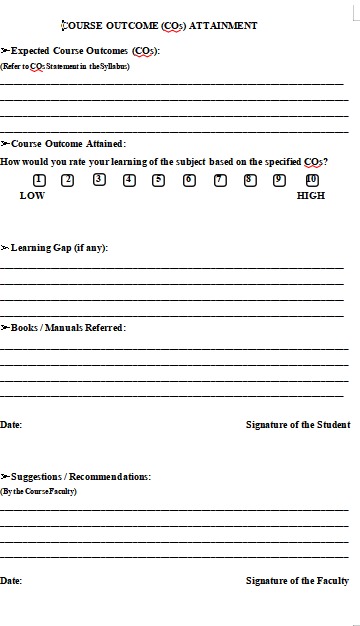 COURSE OUTCOME (COs) ATTAINMENT
➢ Expected Course Outcomes (COs):
(Refer to COs Statement in the Syllabus)
➢ Course Outcome Attained:
How would you rate your learning of the subject based on the specified COs?
1 2 3 4 5 6 7 8 9 10
LOW HIGH
➢ Learning Gap (if any):
➢ Books / Manuals Referred:
Date: Signature of the Student
➢ Suggestions / Recommendations:
(By the Course Faculty)
Date: Signature of the Faculty